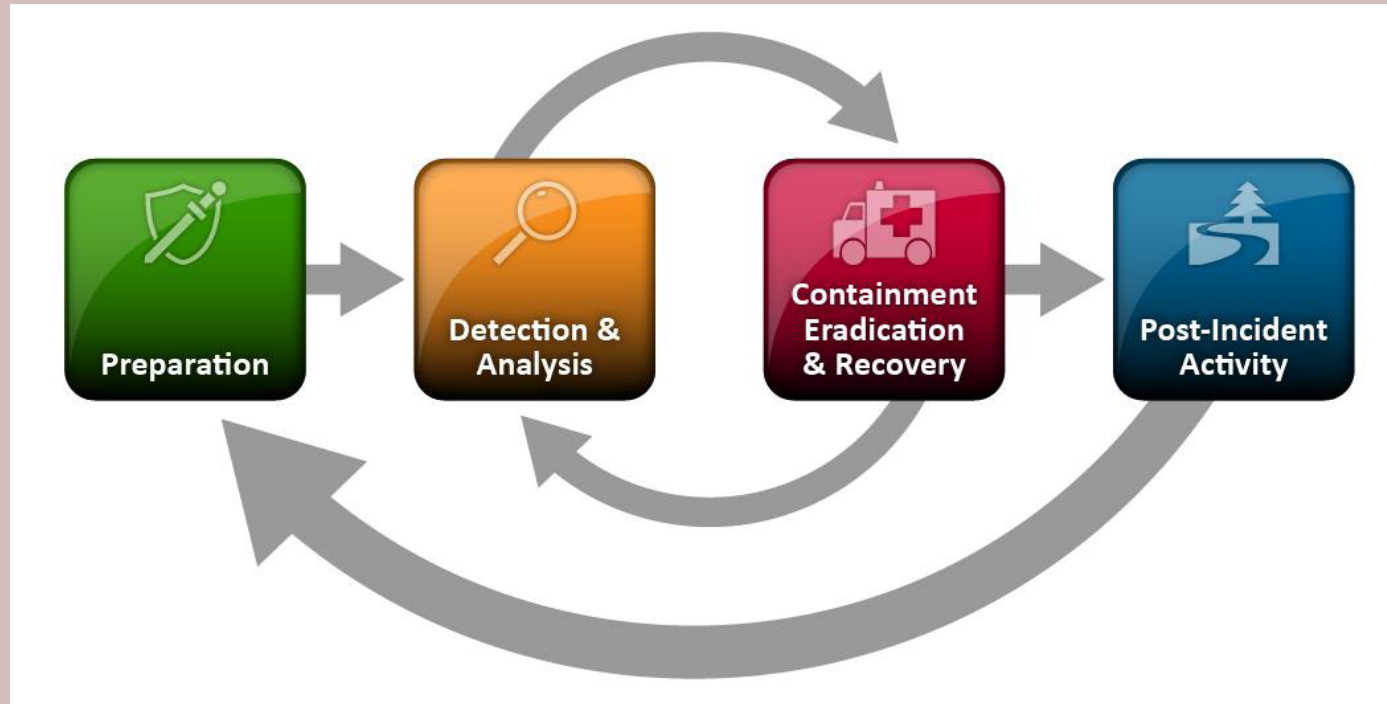 Preparation
Detection &
Analysis
Containment
Eradication
& Recovery
Post-Incident
Activity